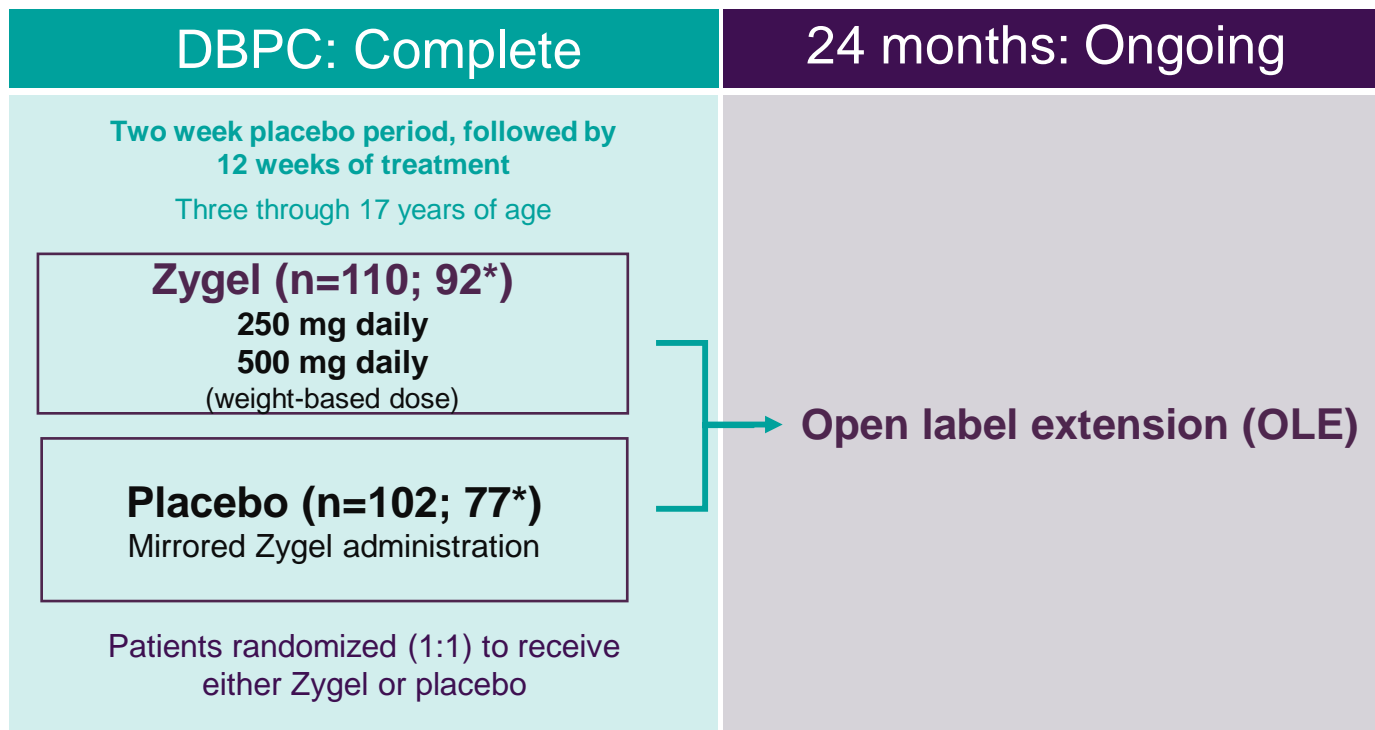 DBPC: Complete
Two week placebo period, followed by
12 weeks of treatment
Three through 17 years of age
Zygel (n=110; 92*)
250 mg daily
500 mg daily
(weight-based dose)
Placebo (n=102; 77*)
Mirrored Zygel administration
Patients randomized (1:1) to receive
either Zygel or placebo
24 months: Ongoing
Open label extension (OLE)